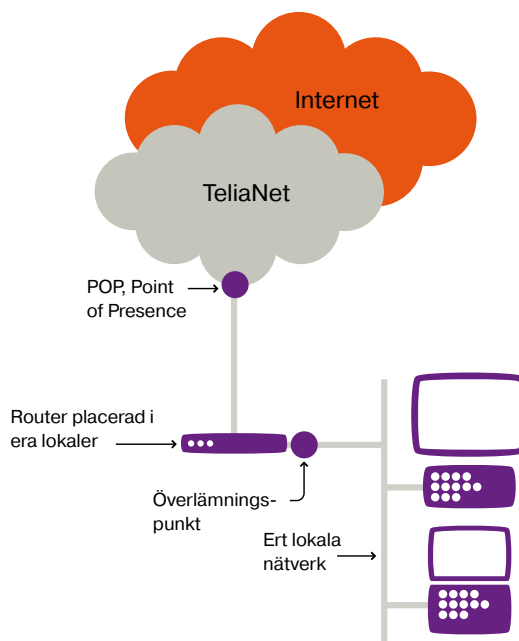 Internet
TeliaNet
POP, Point
of Presence
Router placerad i
era lokaler
Överlämnings-
punkt
Ert lokala
nätverk